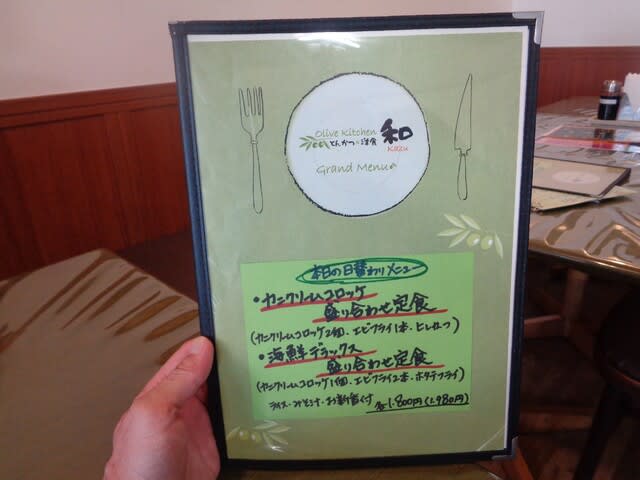 Olive Kitchen
とんかつ・洋食 和
Kazu
Grand Menu
本日の日替わりメニュー
・カニクリームコロッケ
盛り合わせ定食
(カニクリームコロッケ2個、エビフライ1本、ヒレかつ)
・海鮮デラックス
盛り合わせ定食
(カニクリームコロッケ1個、エビフライ2本、ホタテフライ)
ライス・みそ汁・お新香付 各1,800円(1,980円)